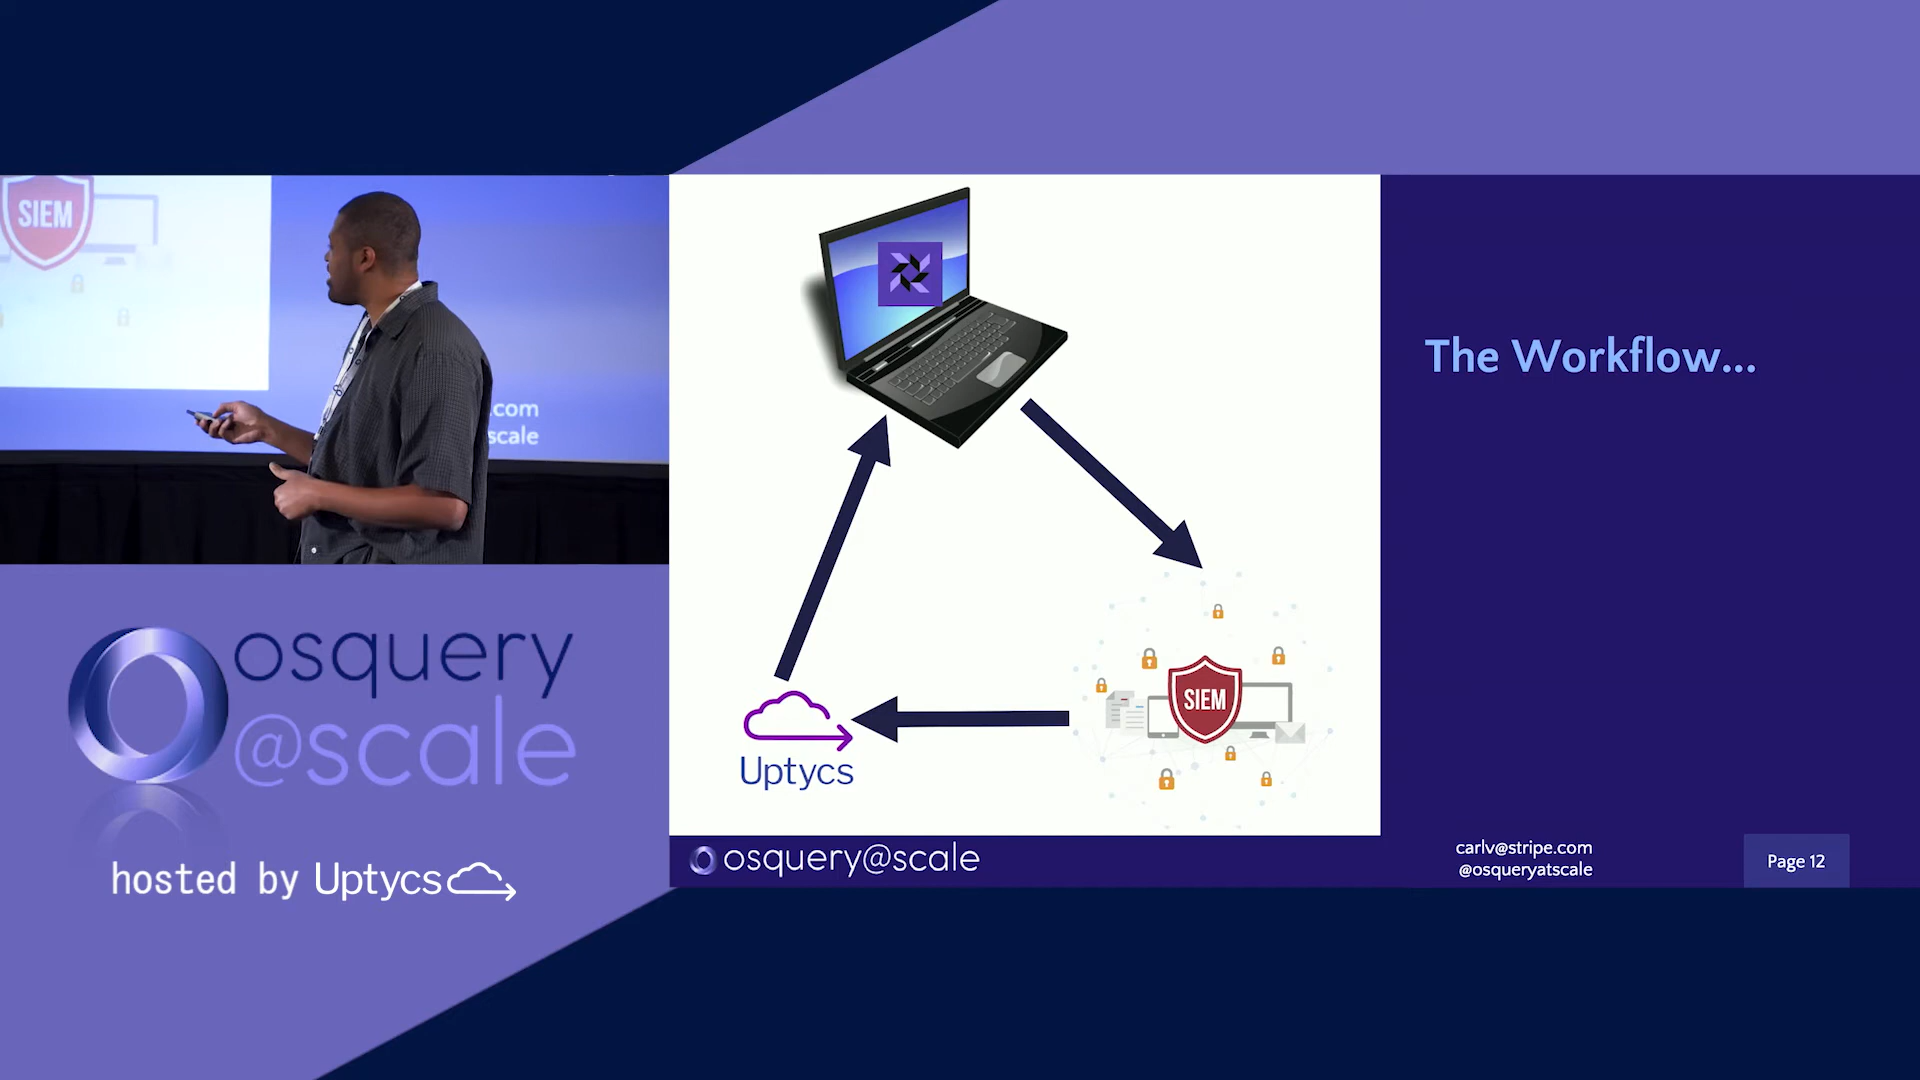 SIEM
.com
scale
osquery
@scale
hosted by Uptycs
The Workflow...
SIEM
Uptycs
osquery@scale
carlv@stripe.com
@osqueryatscale
Page 12